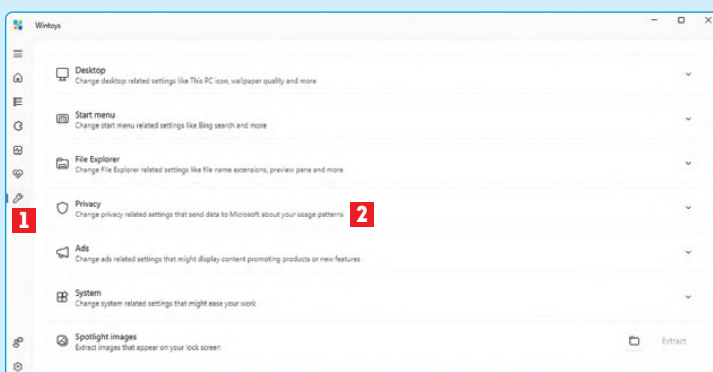 Wintoys
Desktop
Change desktop related settings like This PC icon, wallpaper quality and more
Start menu
Change start menu related settings like Bing search and more
File Explorer
Change File Explorer related settings like file name extensions, preview pane and more
1
Privacy
Change privacy related settings that send data to Microsoft about your usage patterns
2
Ads
Change ads related settings that might display content promoting products or new features
System
Change system related settings that might ease your work
Spotlight images
Extract images that appear on your lock screen
Extract